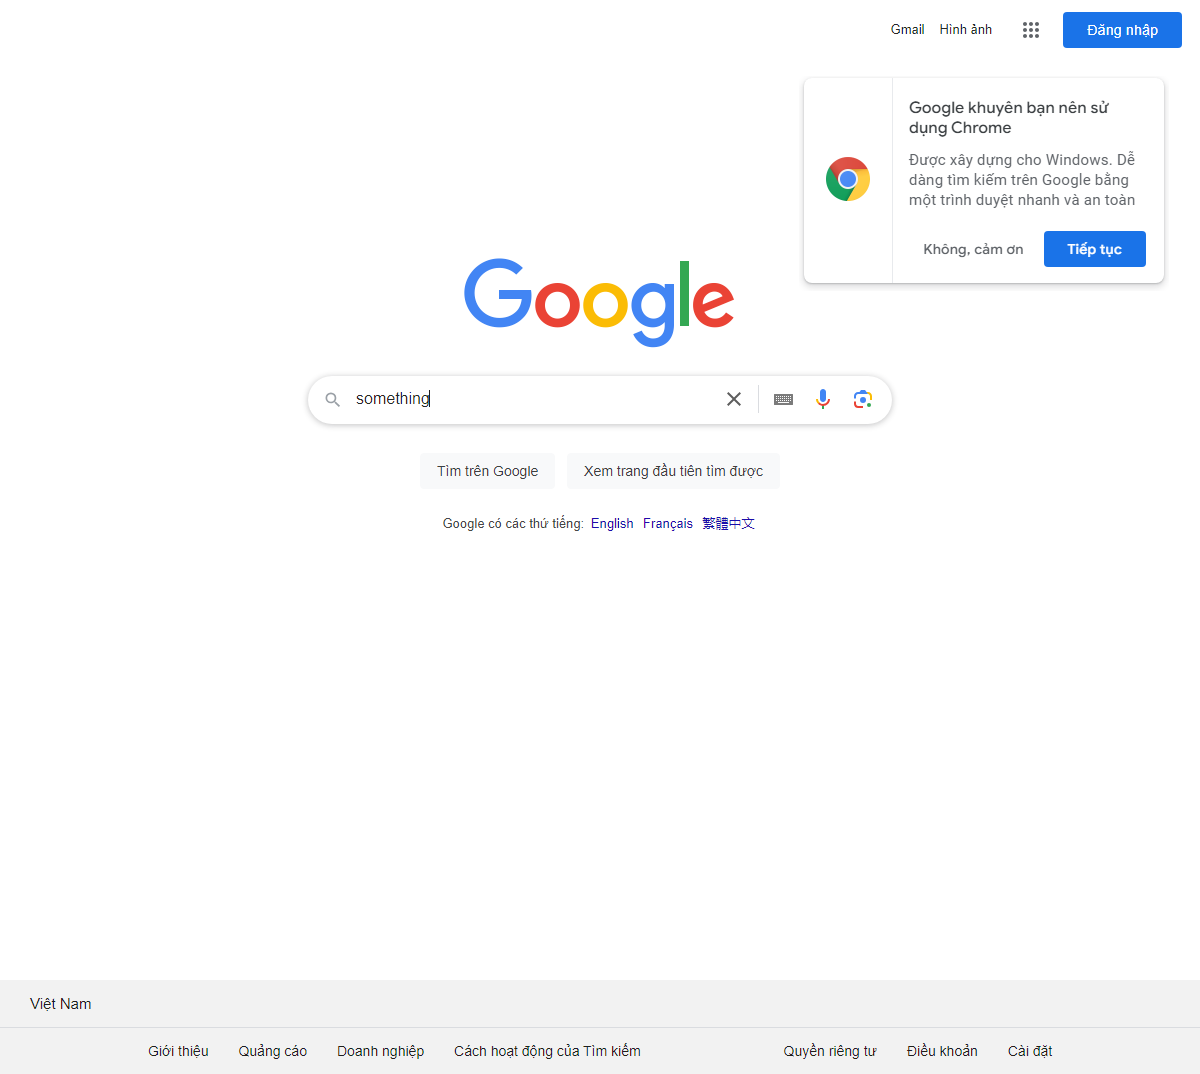 Gmail Hình ảnh Đăng nhập
Google khuyên bạn nên sử
dụng Chrome
Được xây dựng cho Windows. Dễ
dàng tìm kiếm trên Google bằng
một trình duyệt nhanh và an toàn
Không, cảm ơn Tiếp tục
Google
something
Tìm trên Google Xem trang đầu tiên tìm được
Google có các thứ tiếng: English Français 繁體中文
Việt Nam
Giới thiệu Quảng cáo Doanh nghiệp Cách hoạt động của Tìm kiếm Quyền riêng tư Điều khoản Cài đặt